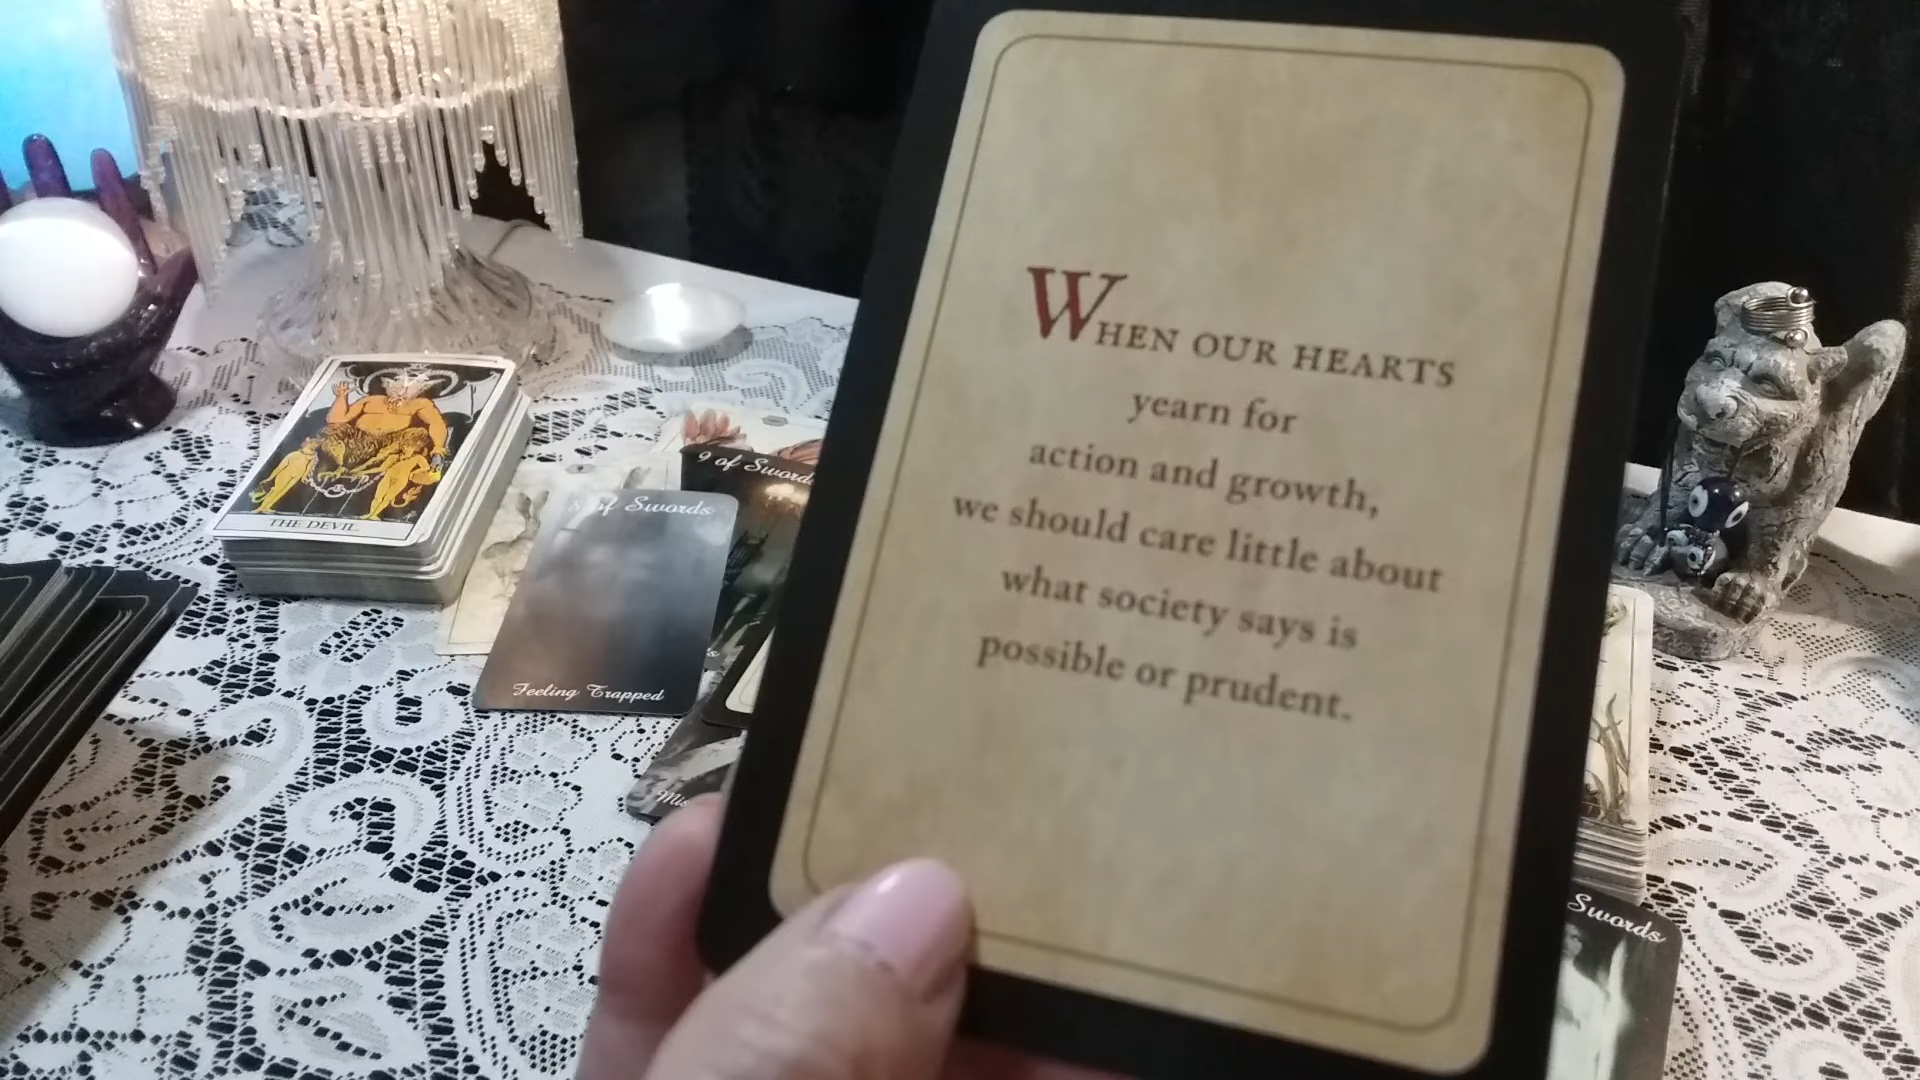 WHEN OUR HEARTS
yearn for
action and growth,
we should care little about
what society says is
possible or prudent.
THE DEVIL.
9 of Swords
8 of Swords
Feeling Trapped
Swords